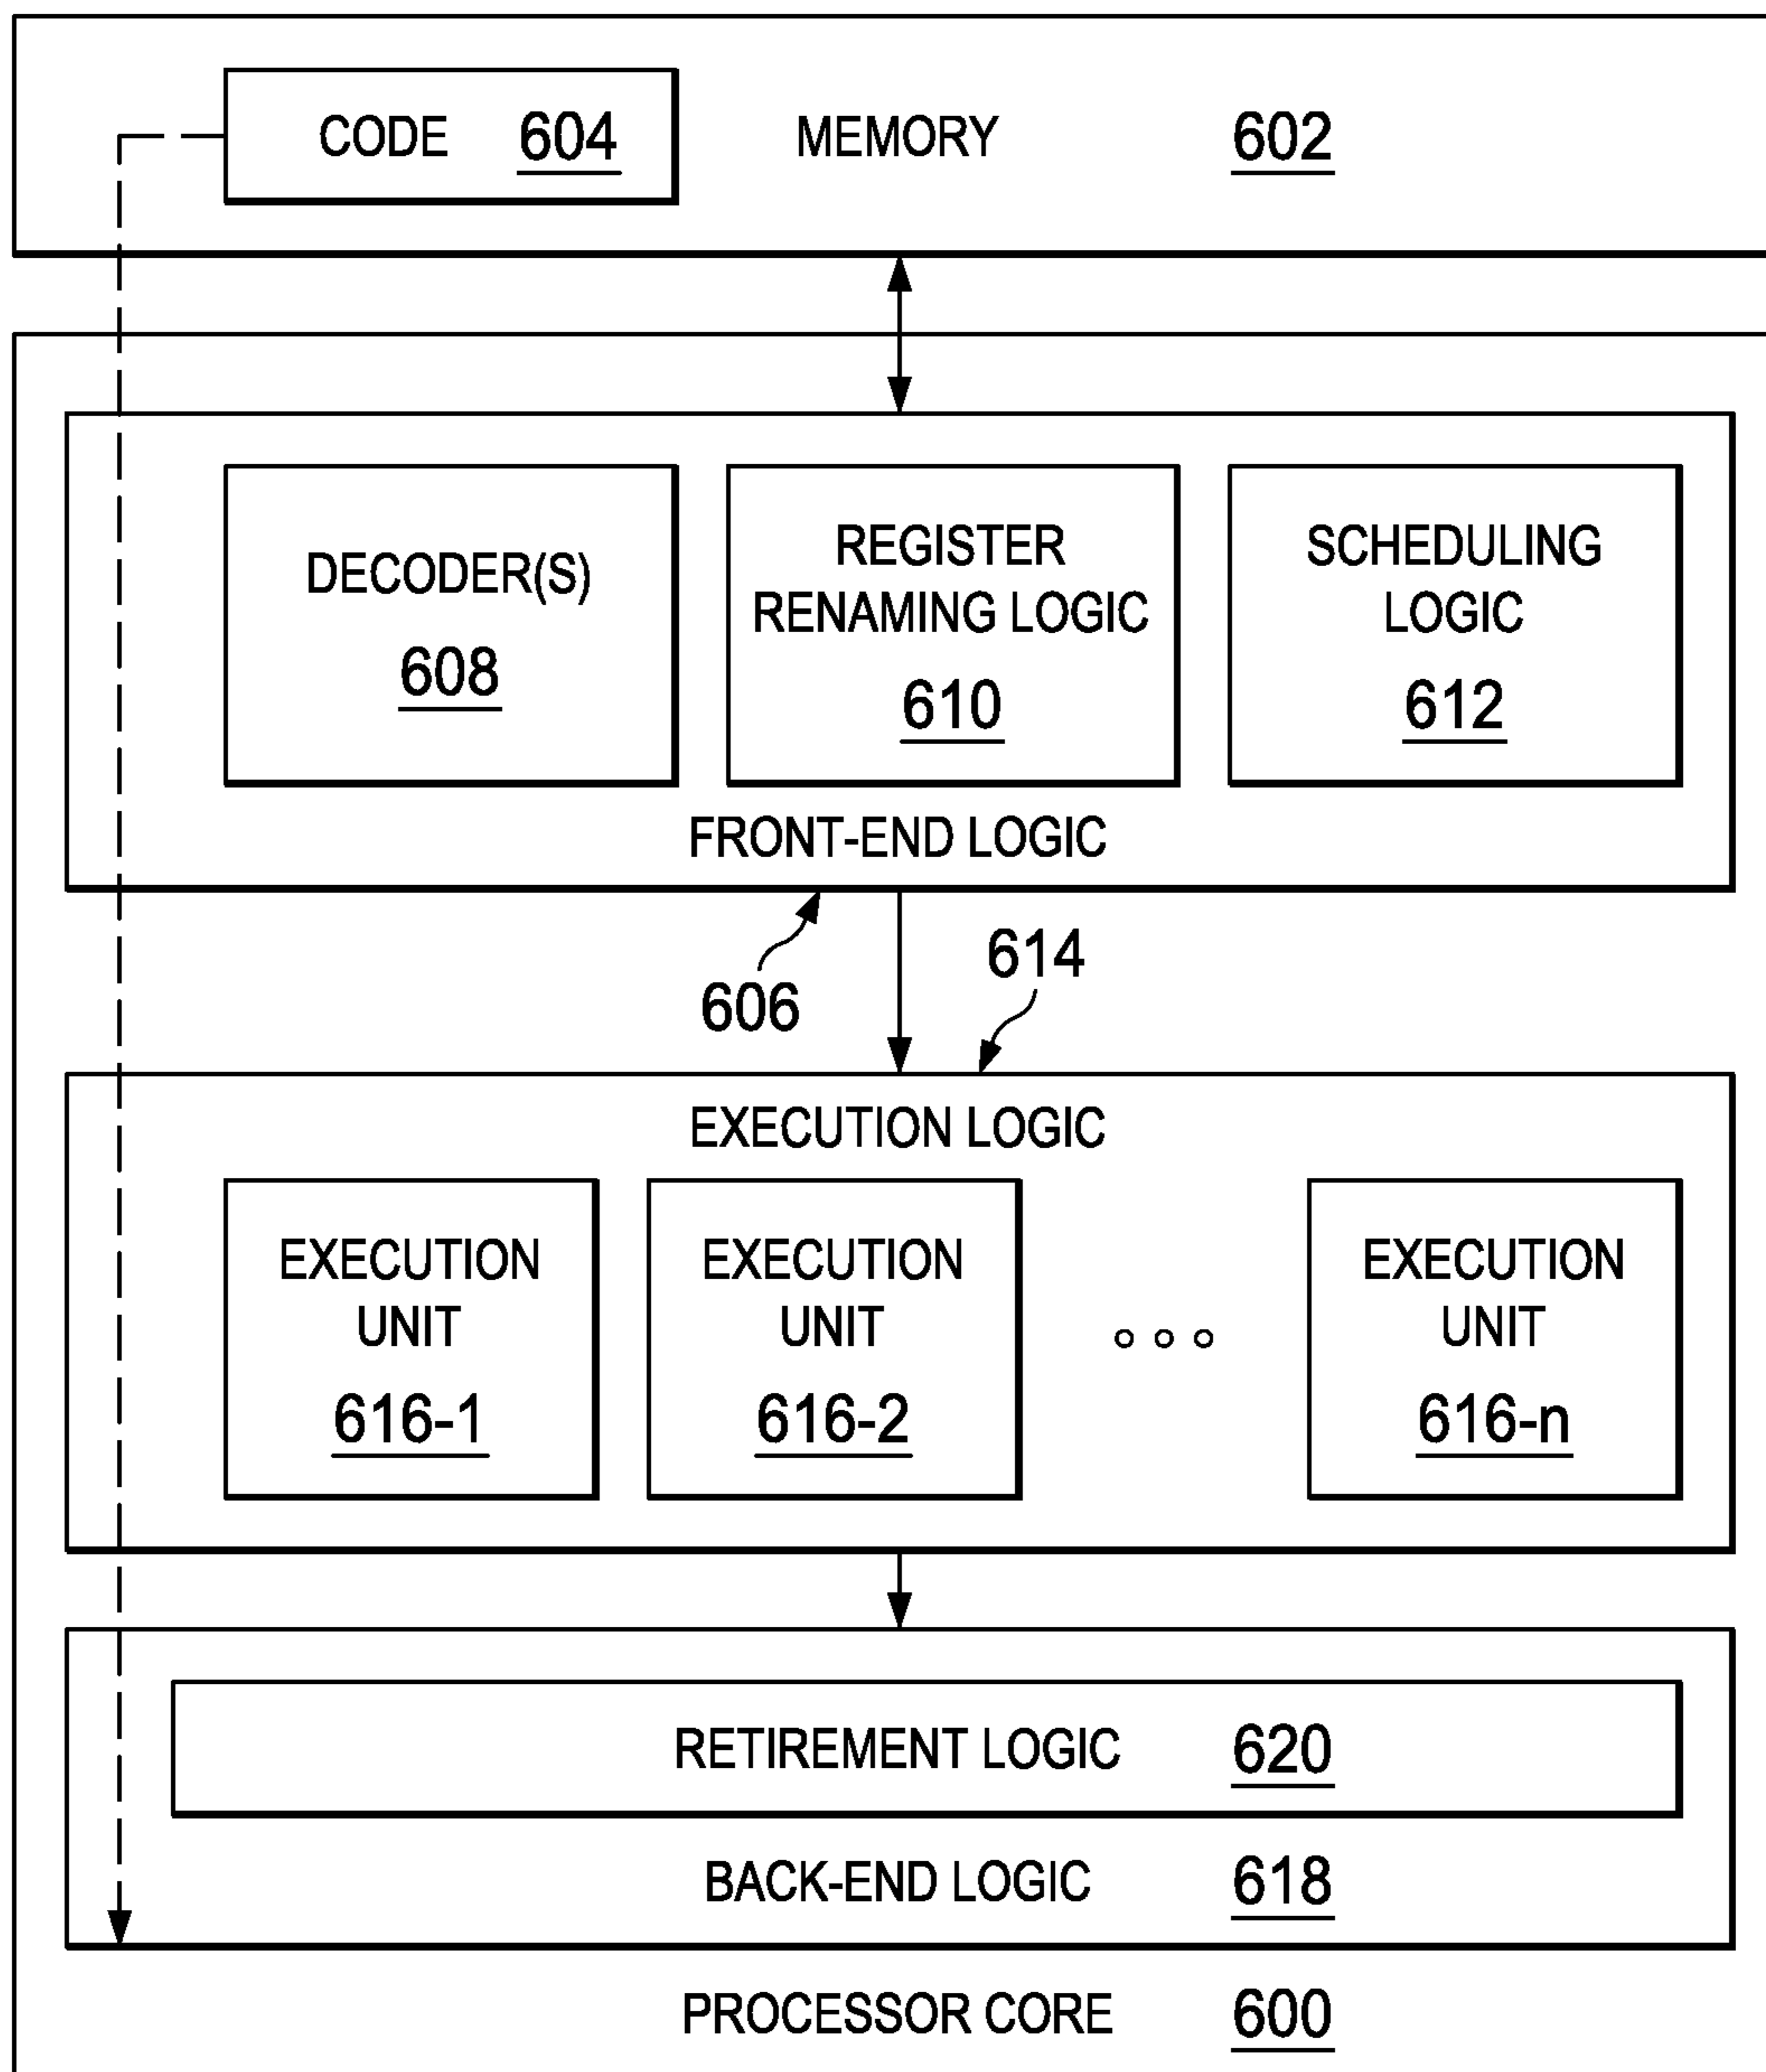 CODE 604 MEMORY 602
DECODER(S)
608
REGISTER
RENAMING LOGIC
610
SCHEDULING
LOGIC
612
FRONT-END LOGIC
606
614
EXECUTION LOGIC
EXECUTION
UNIT
616-1
EXECUTION
UNIT
616-2
EXECUTION
UNIT
616-n
RETIREMENT LOGIC 620
BACK-END LOGIC 618
PROCESSOR CORE 600